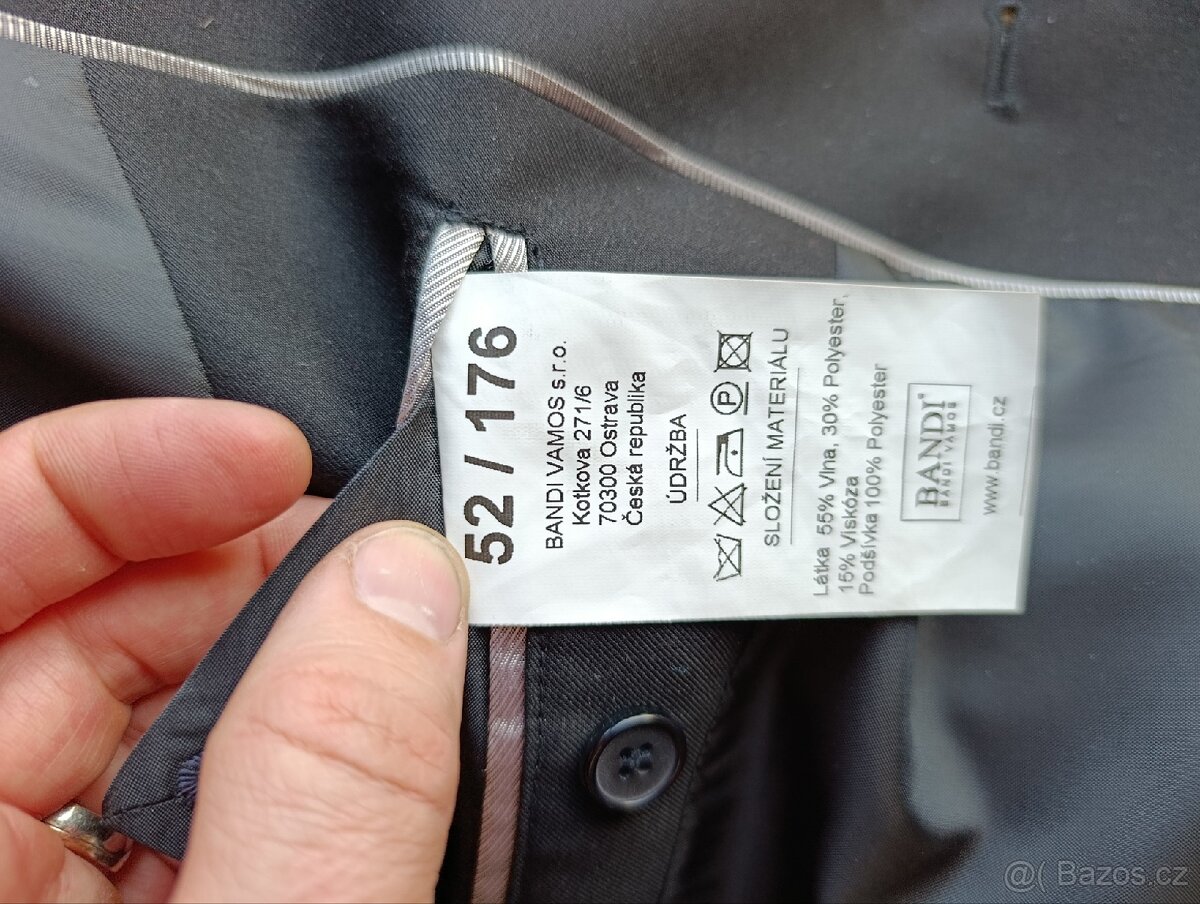 52 / 176
BANDI VAMOS s.r.o.
Kotkova 271/6
70300 Ostrava
Česká republika
ÚDRŽBA
P
SLOŽENÍ MATERIÁLU
Látka 55% Vlna, 30% Polyester,
15% Viskóza
Podšívka 100% Polyester
BANDI
BANDI VAMOS
www.bandi.cz
@( Bazos.cz